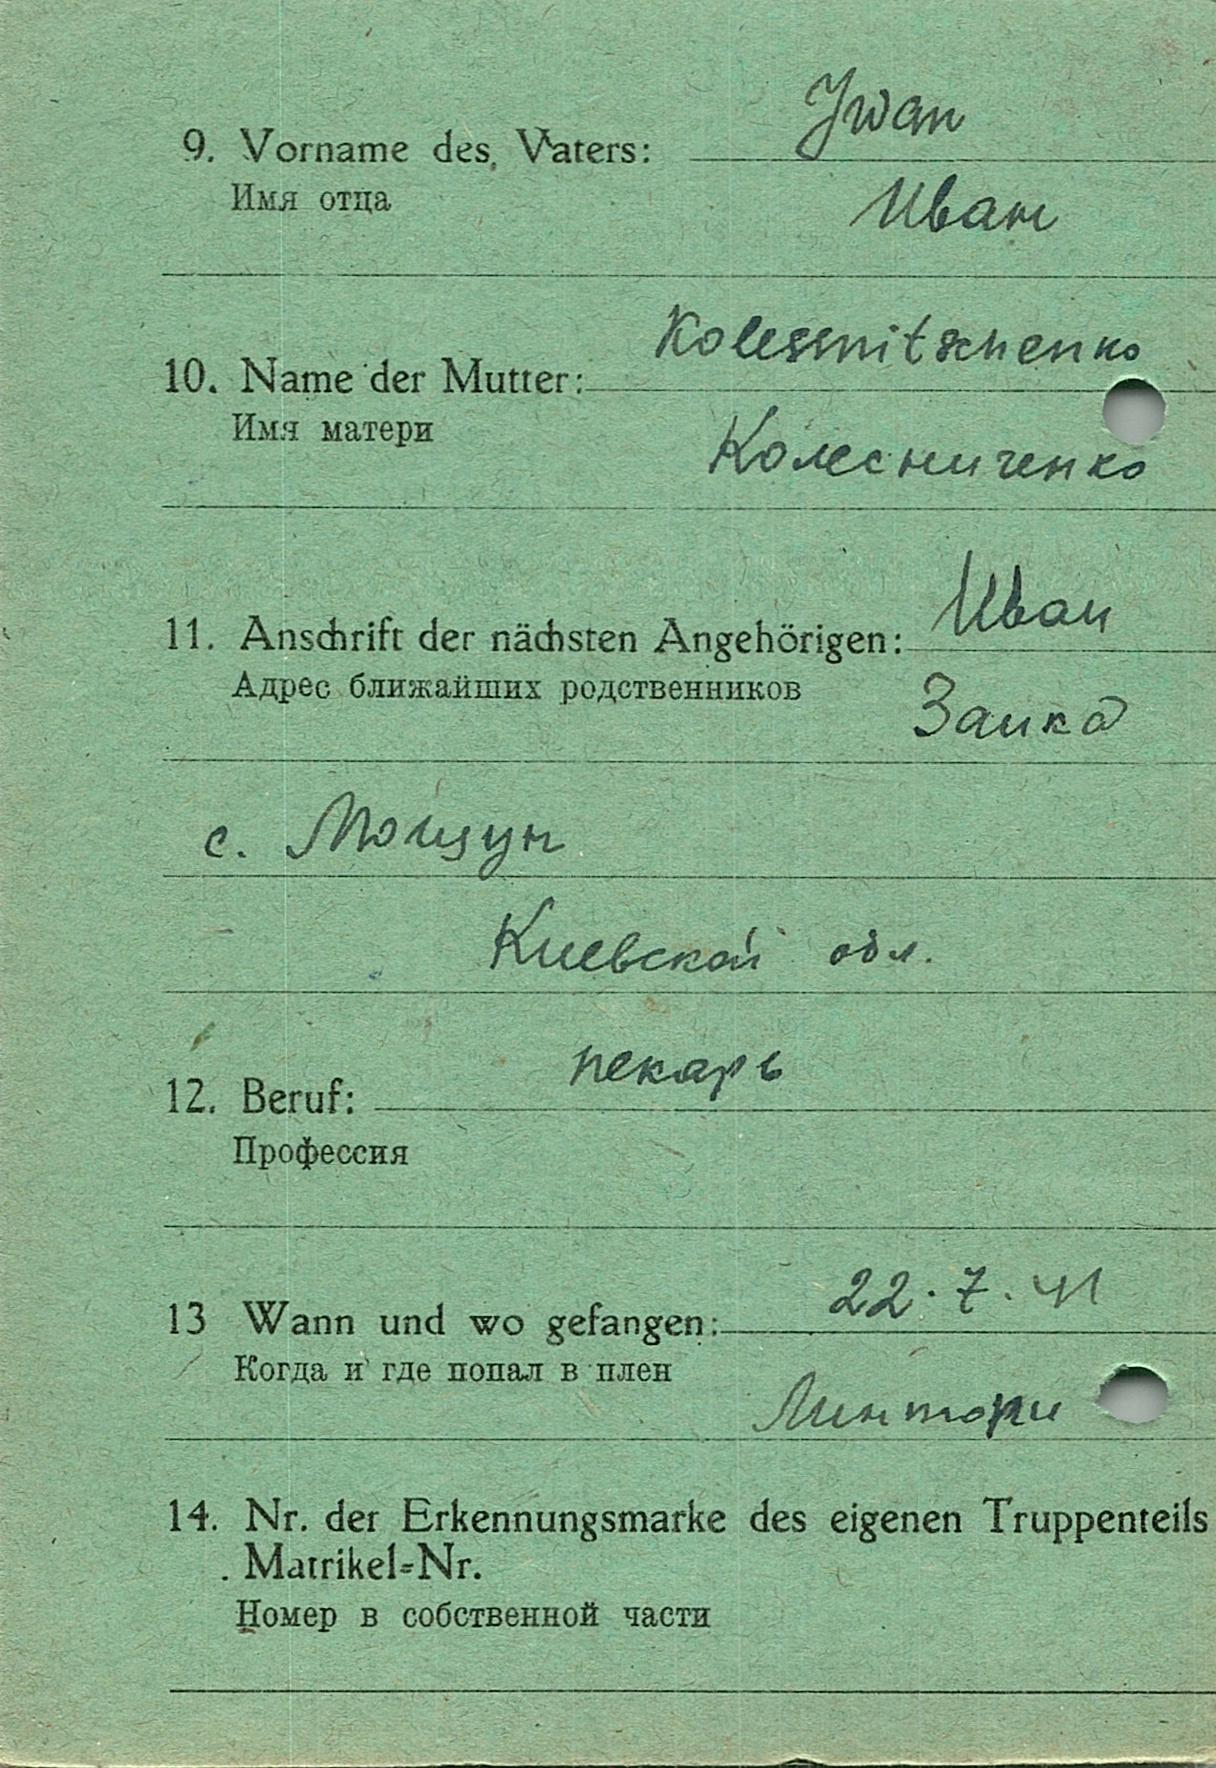 Jwan
9. Vorname des Vaters:
Имя отца
Иван
Kolessnitschenko
10. Name der Mutter:
Имя матери
Колесниченко
Иван
11. Anschrift der nächsten Angehörigen:
Адрес ближайших родственников
Заика
с. Мощун
Киевской обл.
пекарь
12. Beruf:
Профессия
22.7.41
13 Wann und wo gefangen:
Когда и где попал в плен
14. Nr. der Erkennungsmarke des eigenen Truppenteils
Matrikel-Nr.
Номер в собственной части